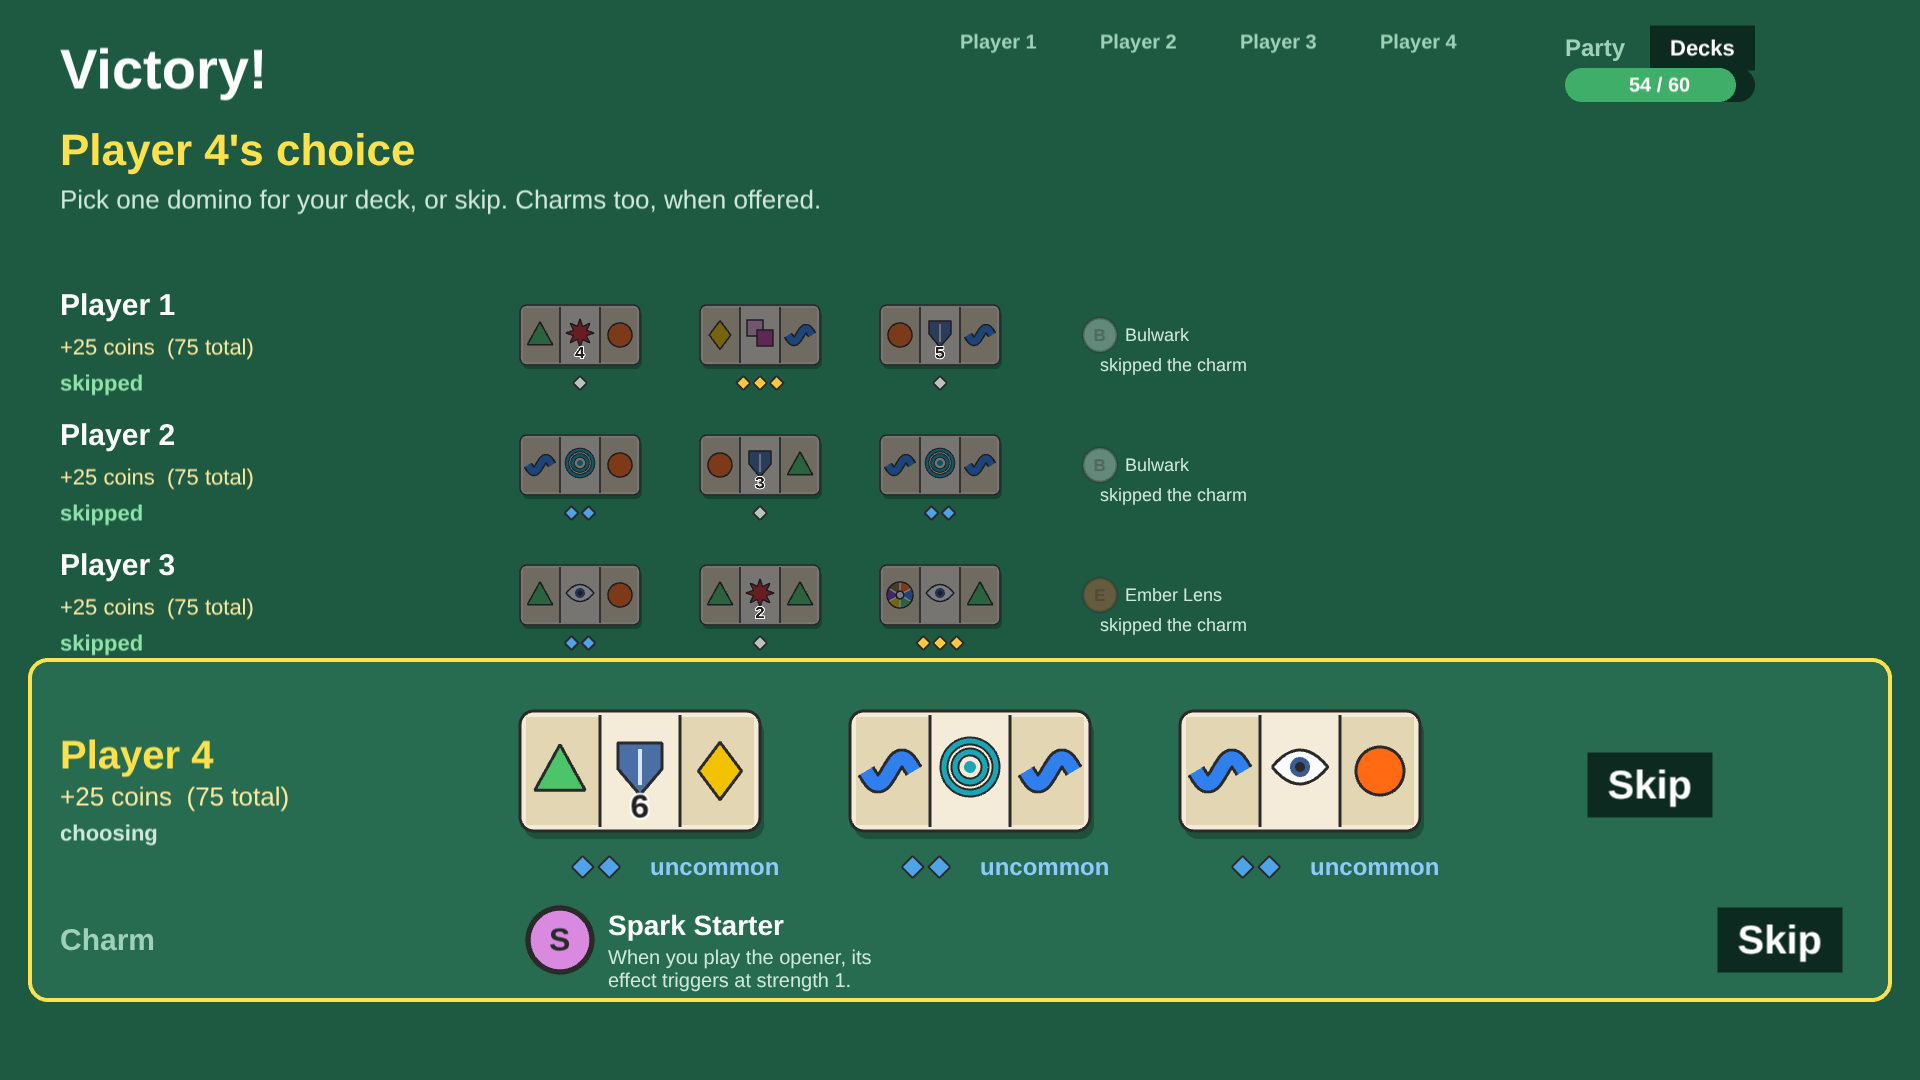 Victory!
Player 1
Player 2
Player 3
Player 4
Party
Decks
54 / 60
Player 4's choice
Pick one domino for your deck, or skip. Charms too, when offered.
Player 1
+25 coins (75 total)
skipped
4
5
B
Bulwark
skipped the charm
Player 2
+25 coins (75 total)
skipped
3
B
Bulwark
skipped the charm
Player 3
+25 coins (75 total)
skipped
2
E
Ember Lens
skipped the charm
Player 4
+25 coins (75 total)
choosing
6
uncommon
uncommon
uncommon
Skip
Charm
S
Spark Starter
When you play the opener, its
effect triggers at strength 1.
Skip